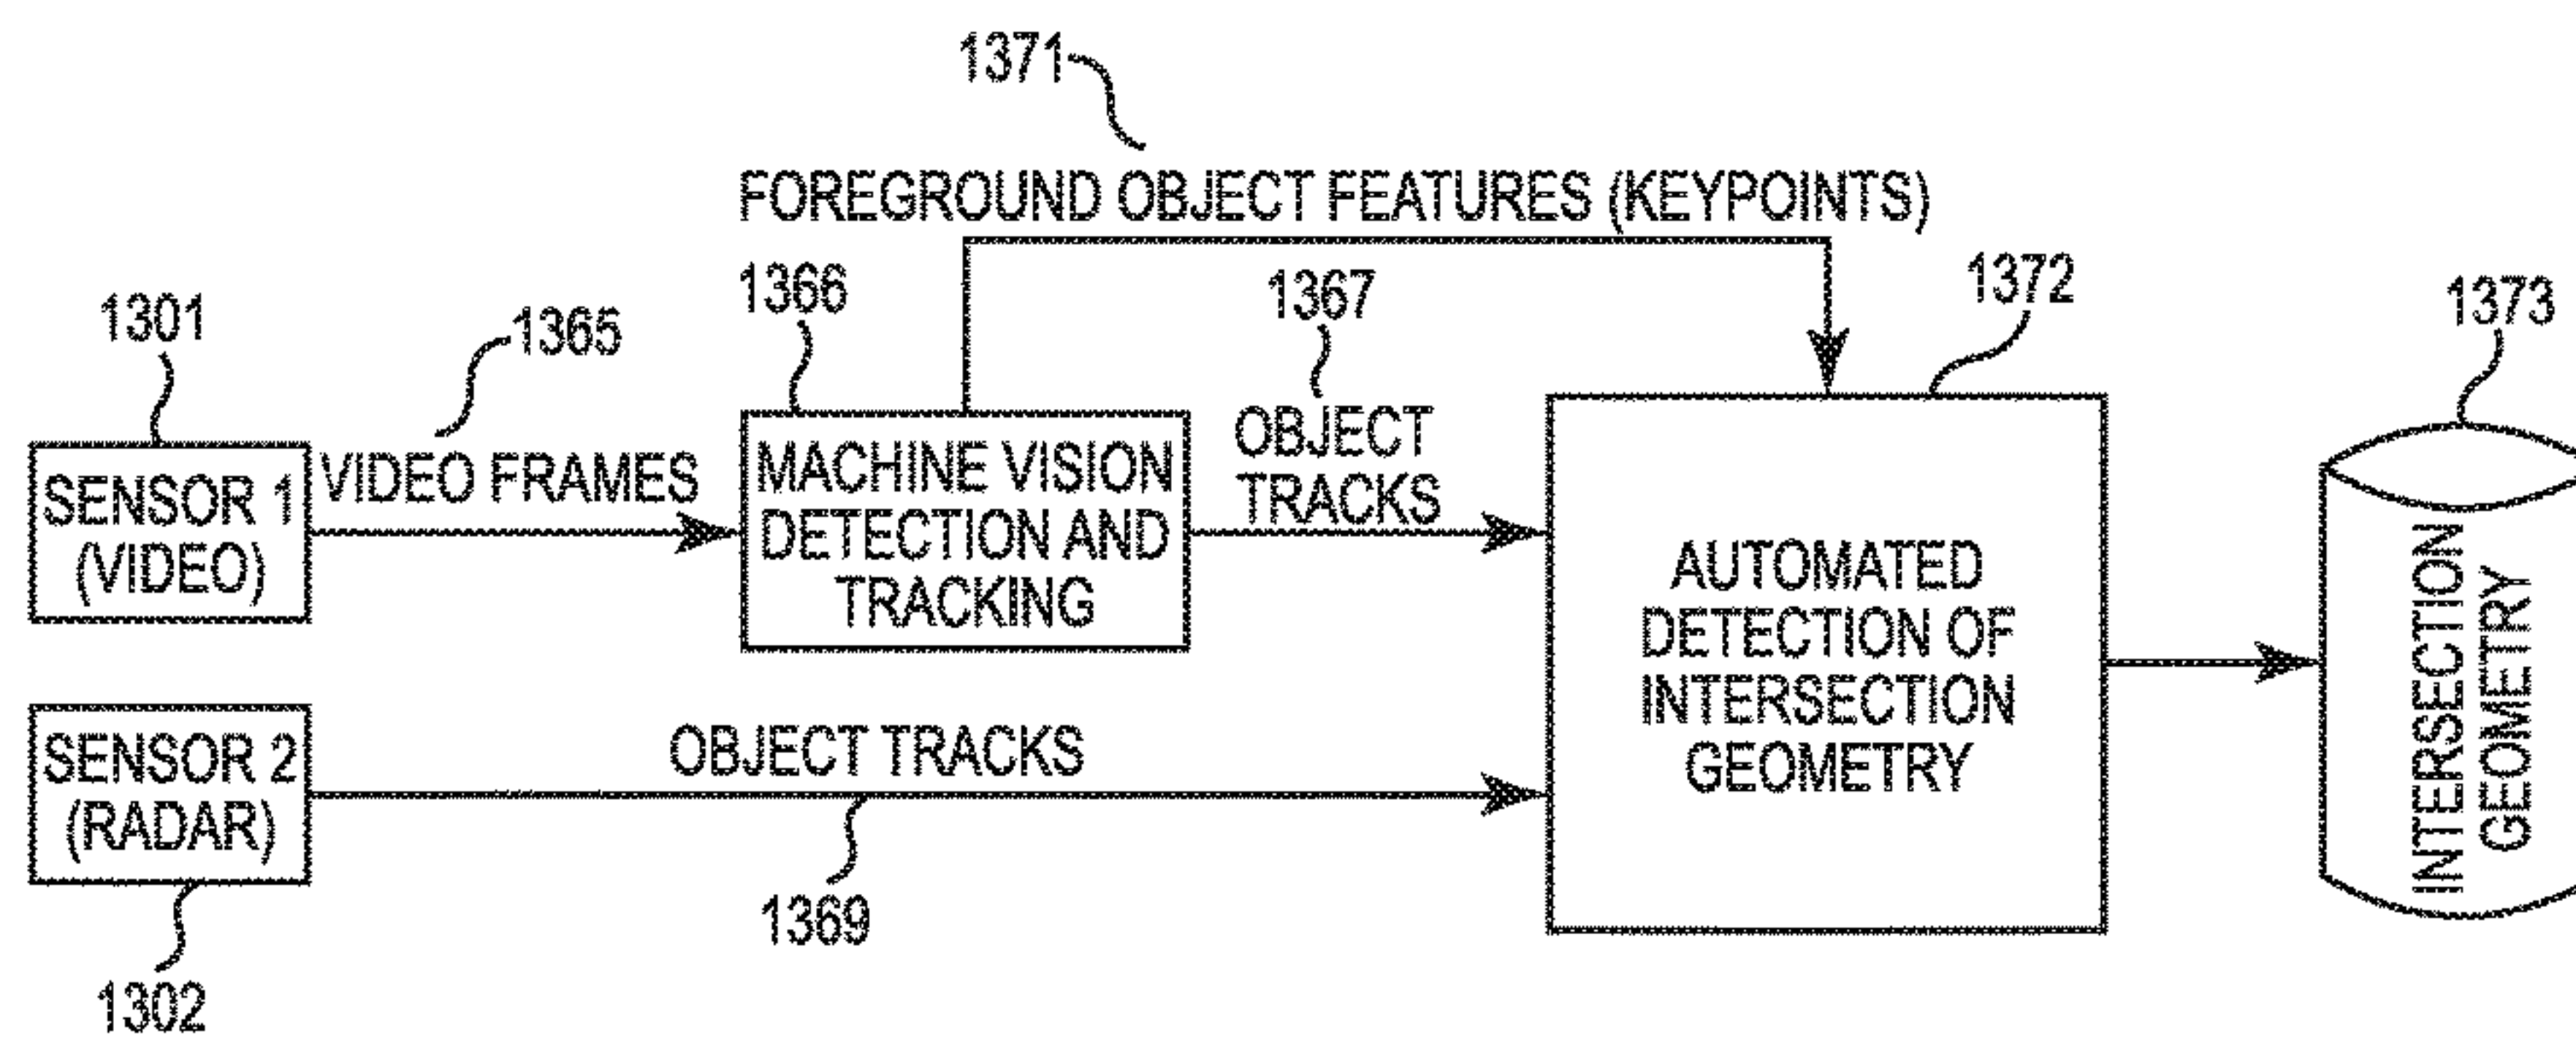 1371
FOREGROUND OBJECT FEATURES (KEYPOINTS)
1301
1365
1366
1367
1372
1373
SENSOR 1
(VIDEO)
VIDEO FRAMES
MACHINE VISION
DETECTION AND
TRACKING
OBJECT
TRACKS
AUTOMATED
DETECTION OF
INTERSECTION
GEOMETRY
INTERSECTION
GEOMETRY
SENSOR 2
(RADAR)
OBJECT TRACKS
1369
1302